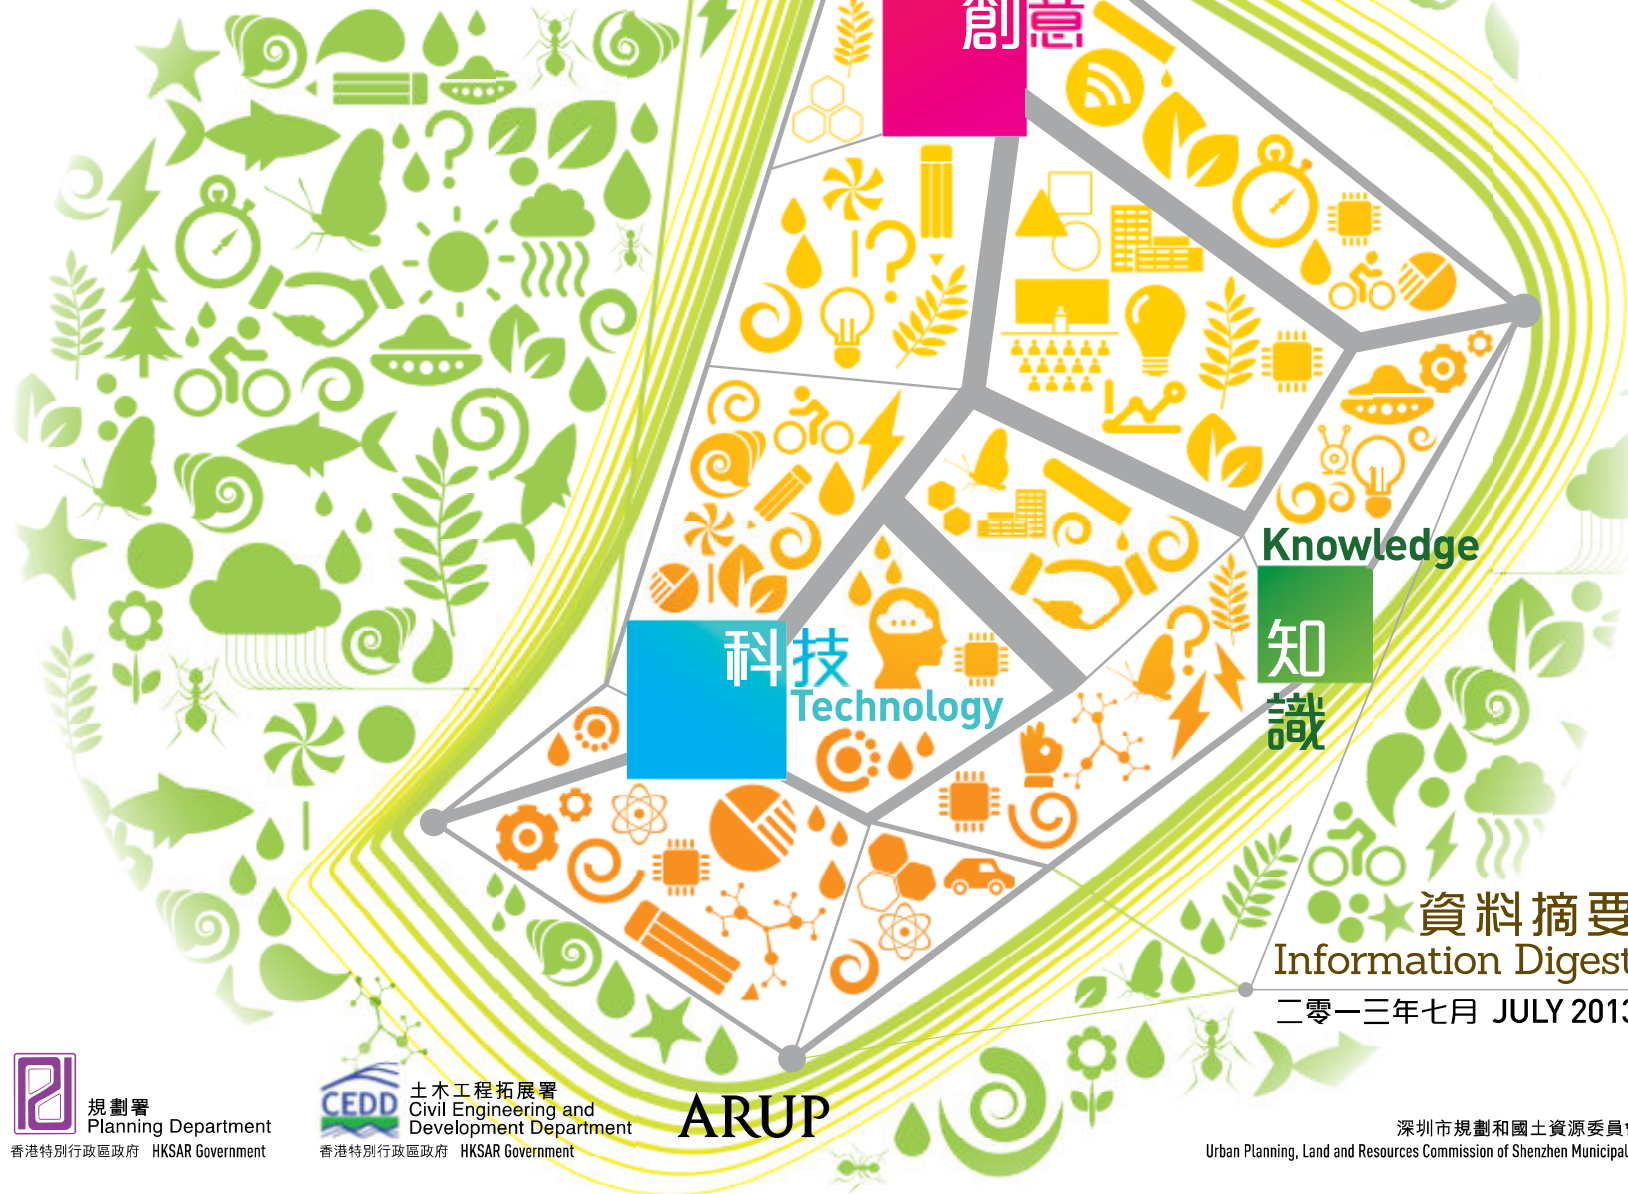 創意
Knowledge
知
識
科技
Technology
資料摘要
Information Digest
二零一三年七月 JULY 2013
規劃署
Planning Department
香港特別行政區政府 HKSAR Government
CEDD
土木工程拓展署
Civil Engineering and
Development Department
香港特別行政區政府 HKSAR Government
ARUP
深圳市規劃和國土資源委員會
Urban Planning, Land and Resources Commission of Shenzhen Municipal